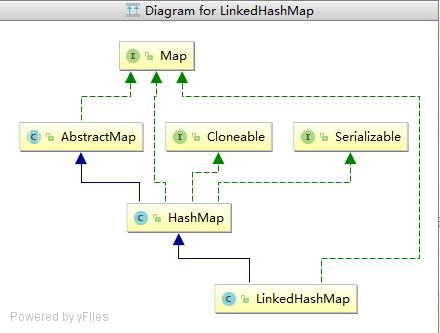 Diagram for LinkedHashMap
I Map
C AbstractMap
I Cloneable
I Serializable
C HashMap
C LinkedHashMap
Powered by yFiles